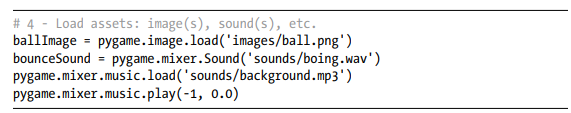 # 4 - Load assets: image(s), sound(s), etc.
ballImage = pygame.image.load('images/ball.png')
bounceSound = pygame.mixer.Sound('sounds/boing.wav')
pygame.mixer.music.load('sounds/background.mp3')
pygame.mixer.music.play(-1, 0.0)